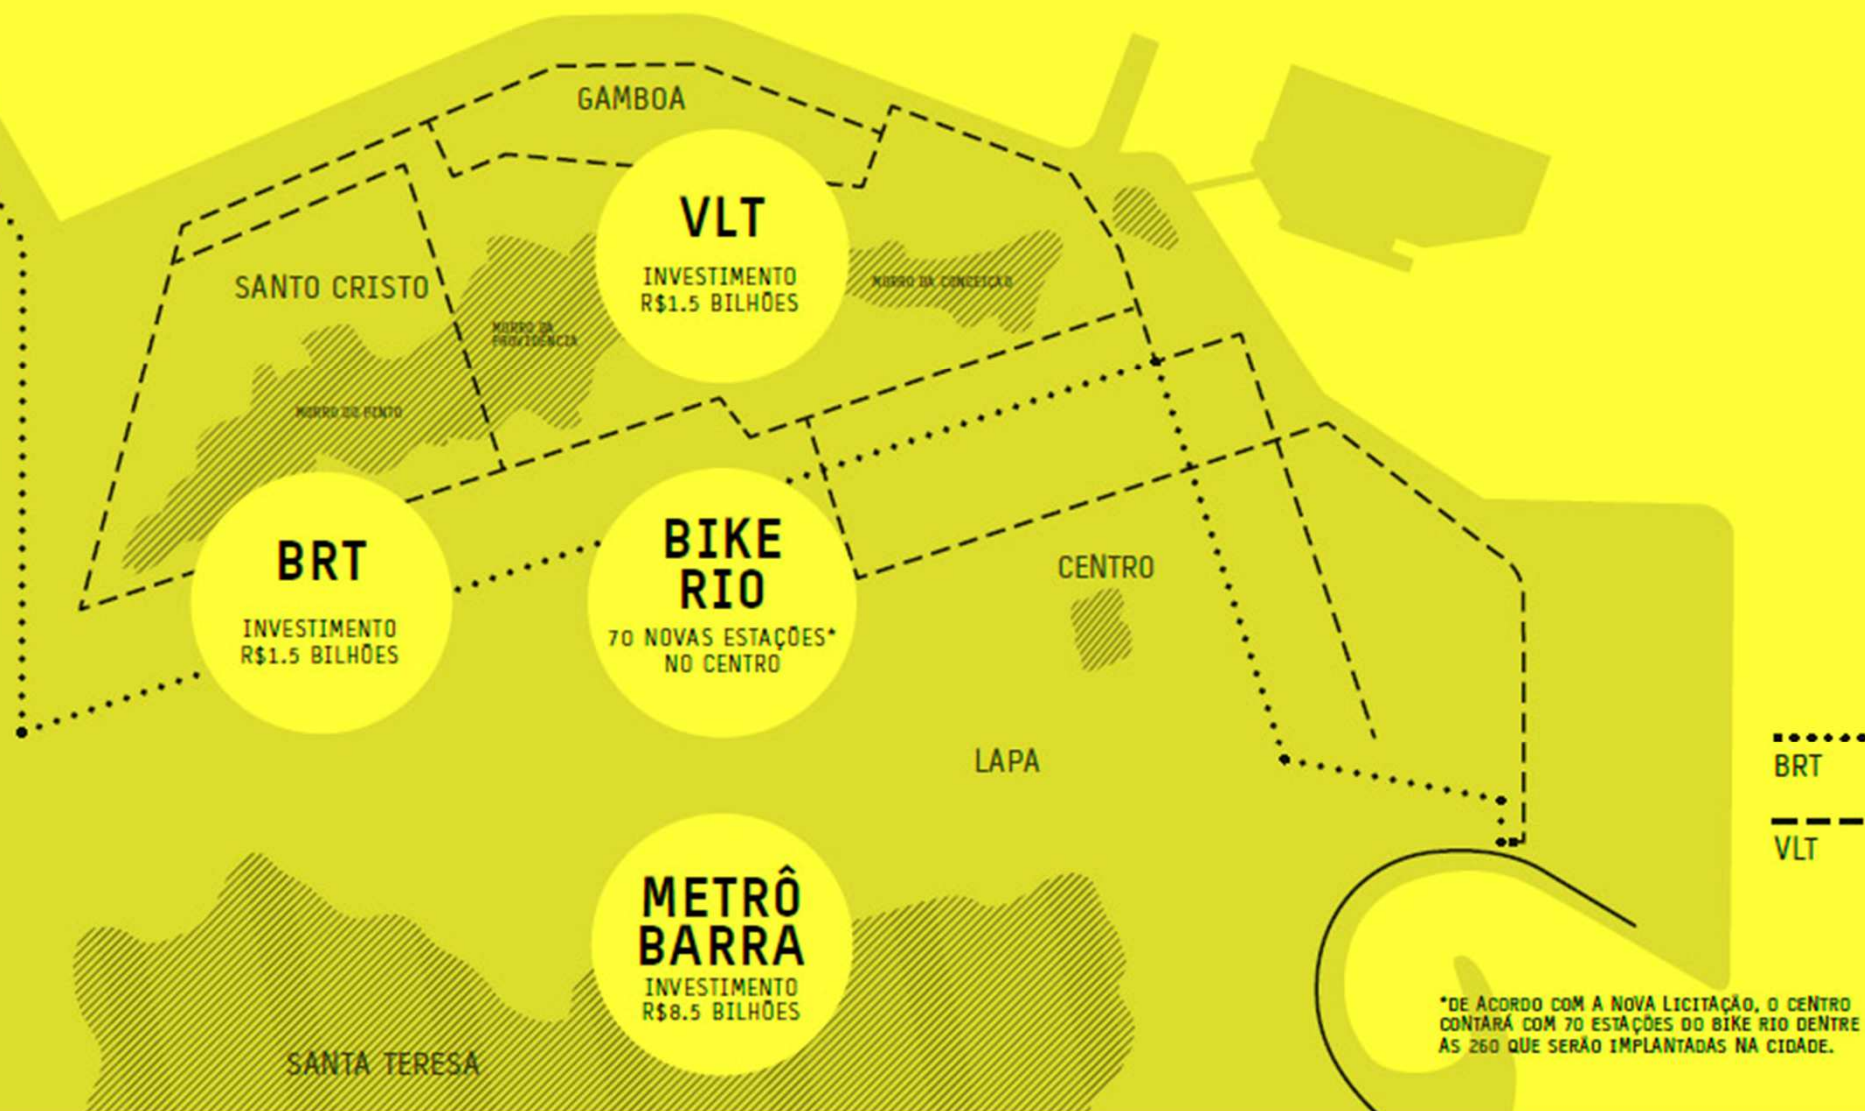 GAMBOA
VLT
INVESTIMENTO
R$1.5 BILHÕES
SANTO CRISTO
MORRO DA CONCEIÇÃO
MORRO DA
PROVIDÊNCIA
MORRO DO PINTO
BRT
INVESTIMENTO
R$1.5 BILHÕES
BIKE
RIO
70 NOVAS ESTAÇÕES*
NO CENTRO
CENTRO
LAPA
BRT
VLT
METRÔ
BARRA
INVESTIMENTO
R$8.5 BILHÕES
SANTA TERESA
*DE ACORDO COM A NOVA LICITAÇÃO, O CENTRO
CONTARÁ COM 70 ESTAÇÕES DO BIKE RIO DENTRE
AS 260 QUE SERÃO IMPLANTADAS NA CIDADE.